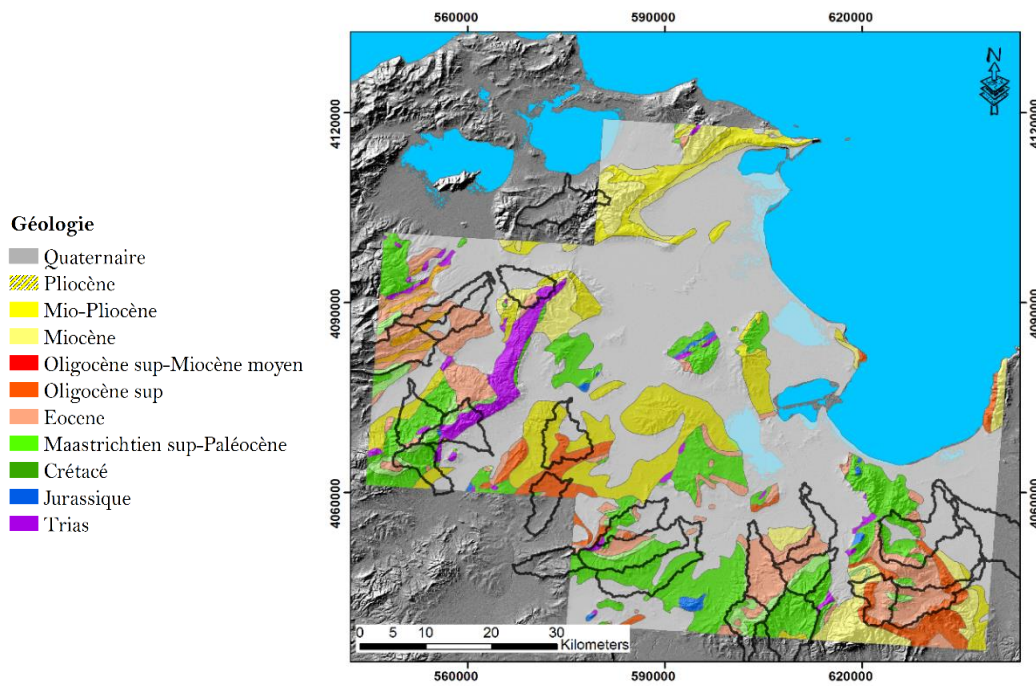 560000 590000 620000
N
4120000 4120000
Géologie
Quaternaire
Pliocène
Mio-Pliocène
Miocène
Oligocène sup-Miocène moyen
Oligocène sup
Eocene
Maastrichtien sup-Paléocène
Crétacé
Jurassique
Trias
4090000 4090000
4060000 4060000
0 5 10 20 30
Kilometers
560000 590000 620000